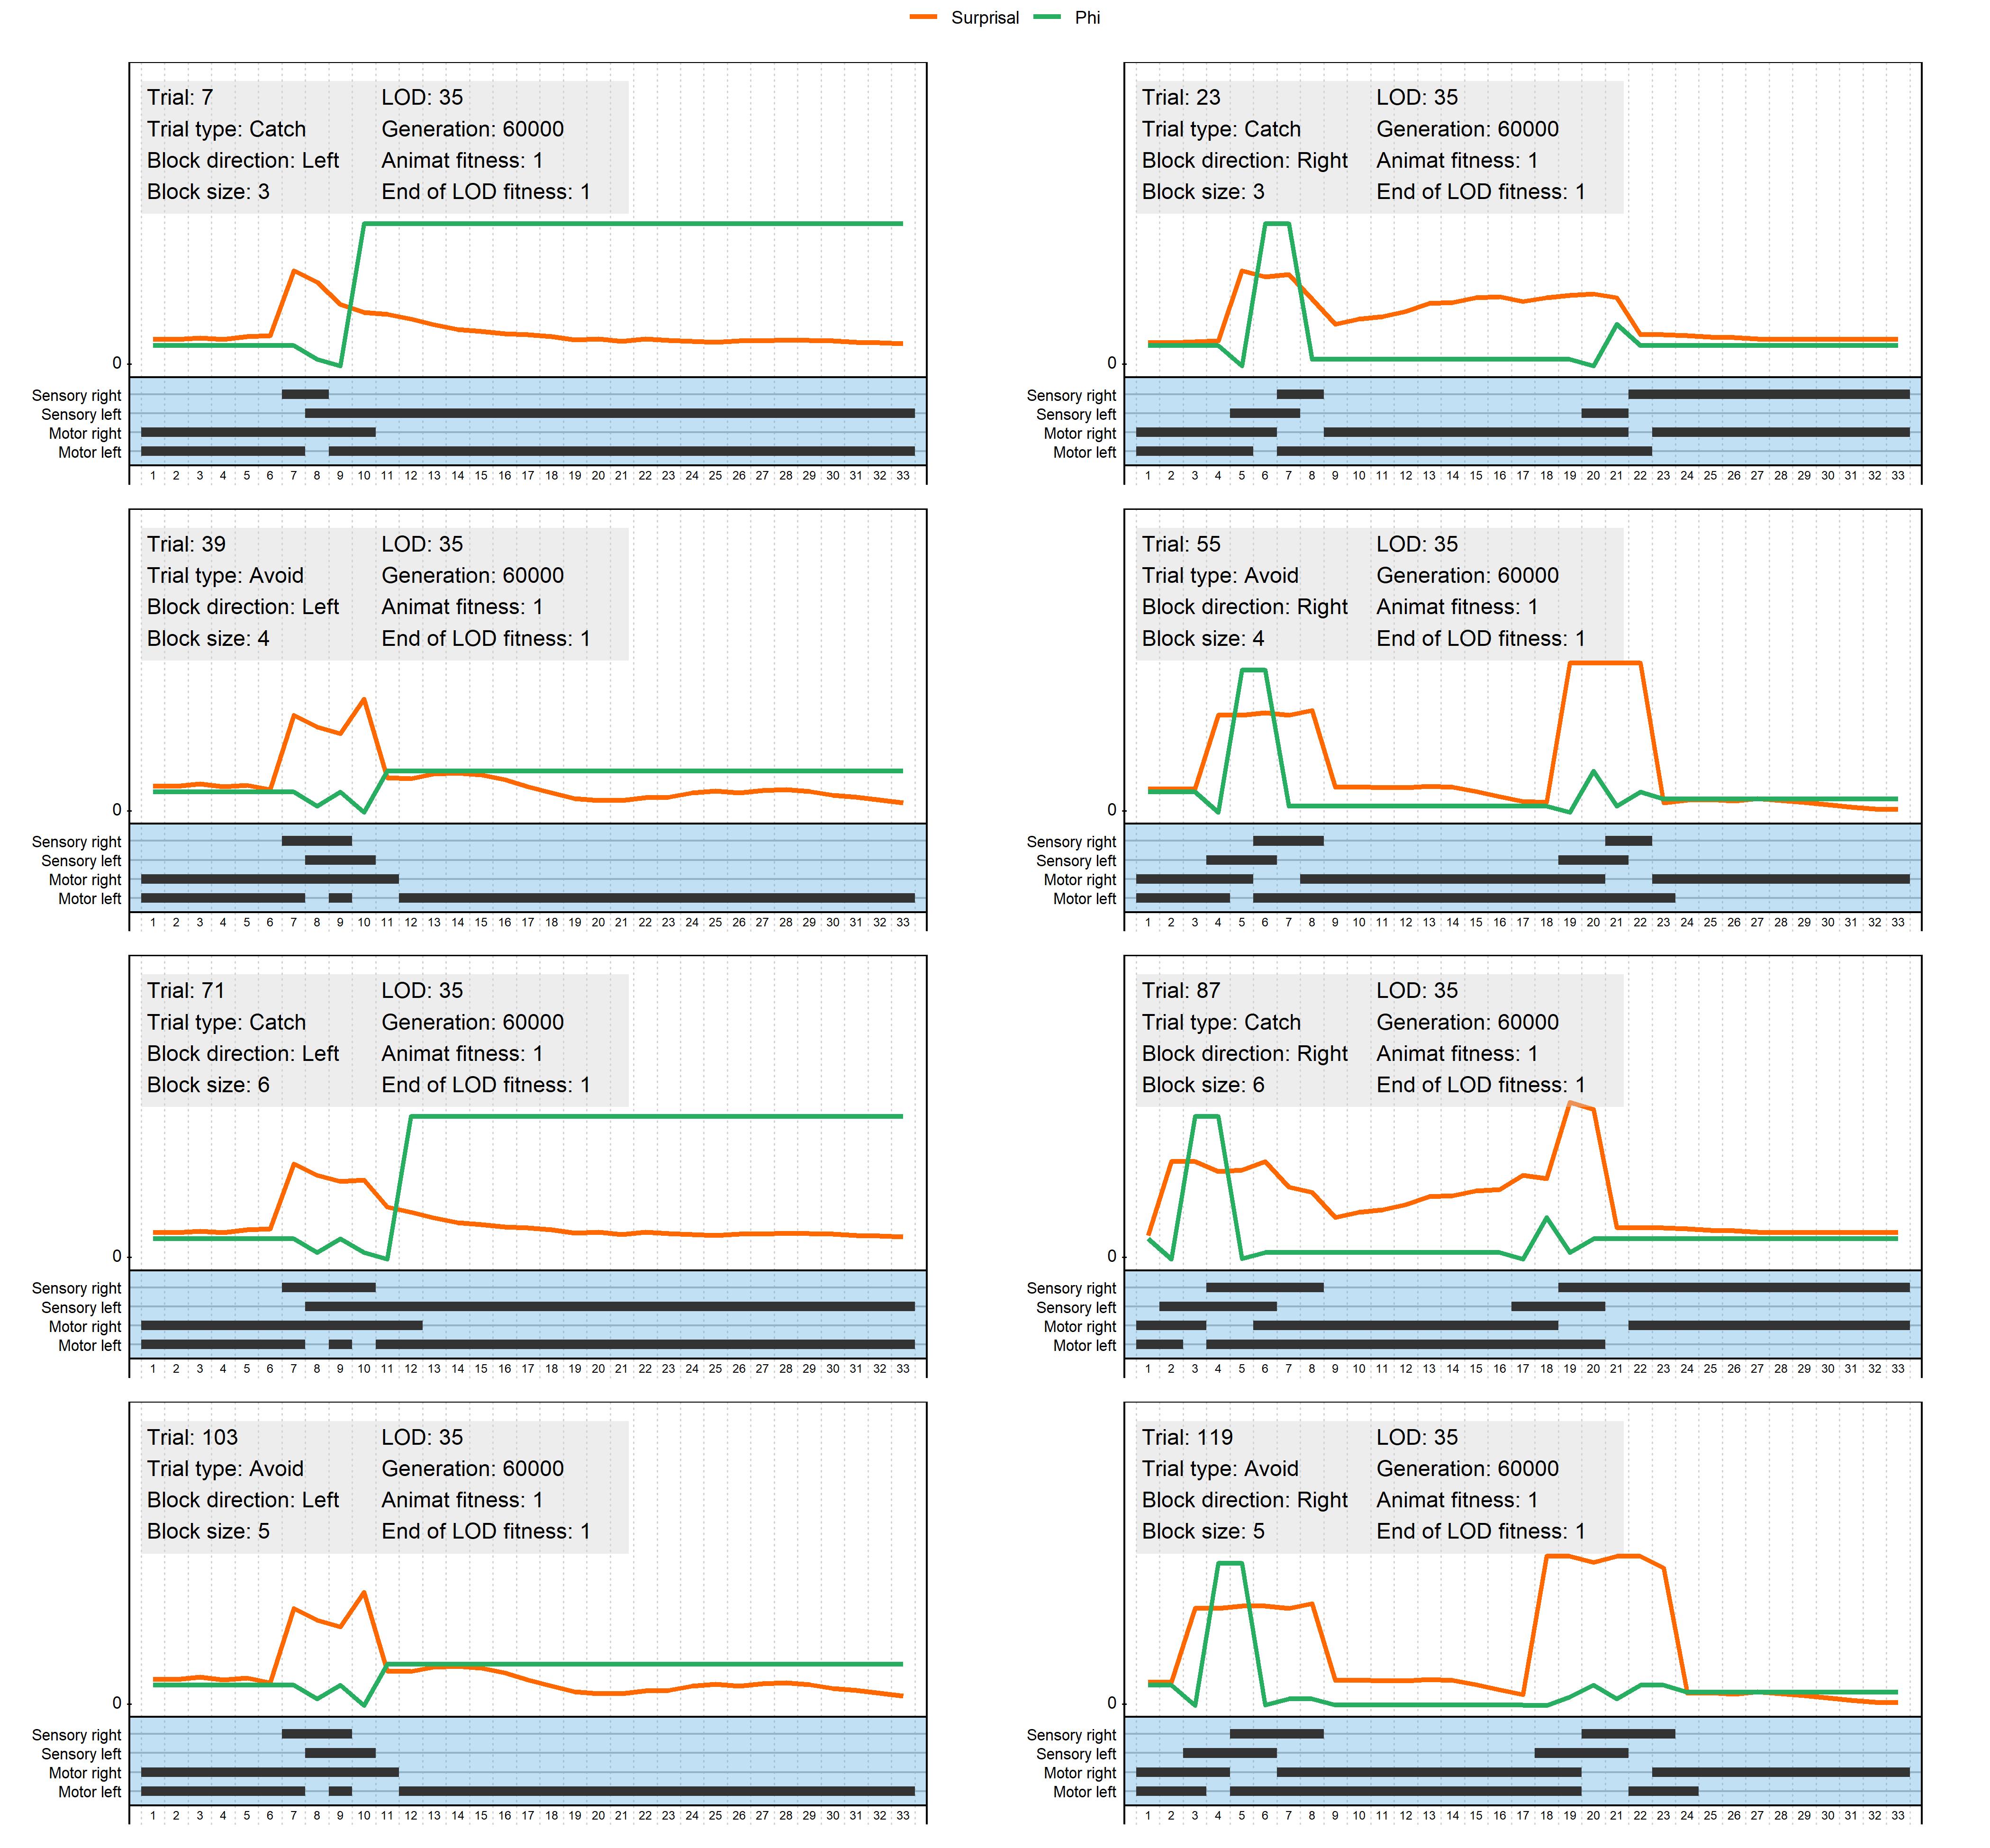 Surprisal Phi
Trial: 7 LOD: 35
Trial type: Catch Generation: 60000
Block direction: Left Animat fitness: 1
Block size: 3 End of LOD fitness: 1
0
Sensory right
Sensory left
Motor right
Motor left
1 2 3 4 5 6 7 8 9 10 11 12 13 14 15 16 17 18 19 20 21 22 23 24 25 26 27 28 29 30 31 32 33
Trial: 23 LOD: 35
Trial type: Catch Generation: 60000
Block direction: Right Animat fitness: 1
Block size: 3 End of LOD fitness: 1
0
Sensory right
Sensory left
Motor right
Motor left
1 2 3 4 5 6 7 8 9 10 11 12 13 14 15 16 17 18 19 20 21 22 23 24 25 26 27 28 29 30 31 32 33
Trial: 39 LOD: 35
Trial type: Avoid Generation: 60000
Block direction: Left Animat fitness: 1
Block size: 4 End of LOD fitness: 1
0
Sensory right
Sensory left
Motor right
Motor left
1 2 3 4 5 6 7 8 9 10 11 12 13 14 15 16 17 18 19 20 21 22 23 24 25 26 27 28 29 30 31 32 33
Trial: 55 LOD: 35
Trial type: Avoid Generation: 60000
Block direction: Right Animat fitness: 1
Block size: 4 End of LOD fitness: 1
0
Sensory right
Sensory left
Motor right
Motor left
1 2 3 4 5 6 7 8 9 10 11 12 13 14 15 16 17 18 19 20 21 22 23 24 25 26 27 28 29 30 31 32 33
Trial: 71 LOD: 35
Trial type: Catch Generation: 60000
Block direction: Left Animat fitness: 1
Block size: 6 End of LOD fitness: 1
0
Sensory right
Sensory left
Motor right
Motor left
1 2 3 4 5 6 7 8 9 10 11 12 13 14 15 16 17 18 19 20 21 22 23 24 25 26 27 28 29 30 31 32 33
Trial: 87 LOD: 35
Trial type: Catch Generation: 60000
Block direction: Right Animat fitness: 1
Block size: 6 End of LOD fitness: 1
0
Sensory right
Sensory left
Motor right
Motor left
1 2 3 4 5 6 7 8 9 10 11 12 13 14 15 16 17 18 19 20 21 22 23 24 25 26 27 28 29 30 31 32 33
Trial: 103 LOD: 35
Trial type: Avoid Generation: 60000
Block direction: Left Animat fitness: 1
Block size: 5 End of LOD fitness: 1
0
Sensory right
Sensory left
Motor right
Motor left
1 2 3 4 5 6 7 8 9 10 11 12 13 14 15 16 17 18 19 20 21 22 23 24 25 26 27 28 29 30 31 32 33
Trial: 119 LOD: 35
Trial type: Avoid Generation: 60000
Block direction: Right Animat fitness: 1
Block size: 5 End of LOD fitness: 1
0
Sensory right
Sensory left
Motor right
Motor left
1 2 3 4 5 6 7 8 9 10 11 12 13 14 15 16 17 18 19 20 21 22 23 24 25 26 27 28 29 30 31 32 33